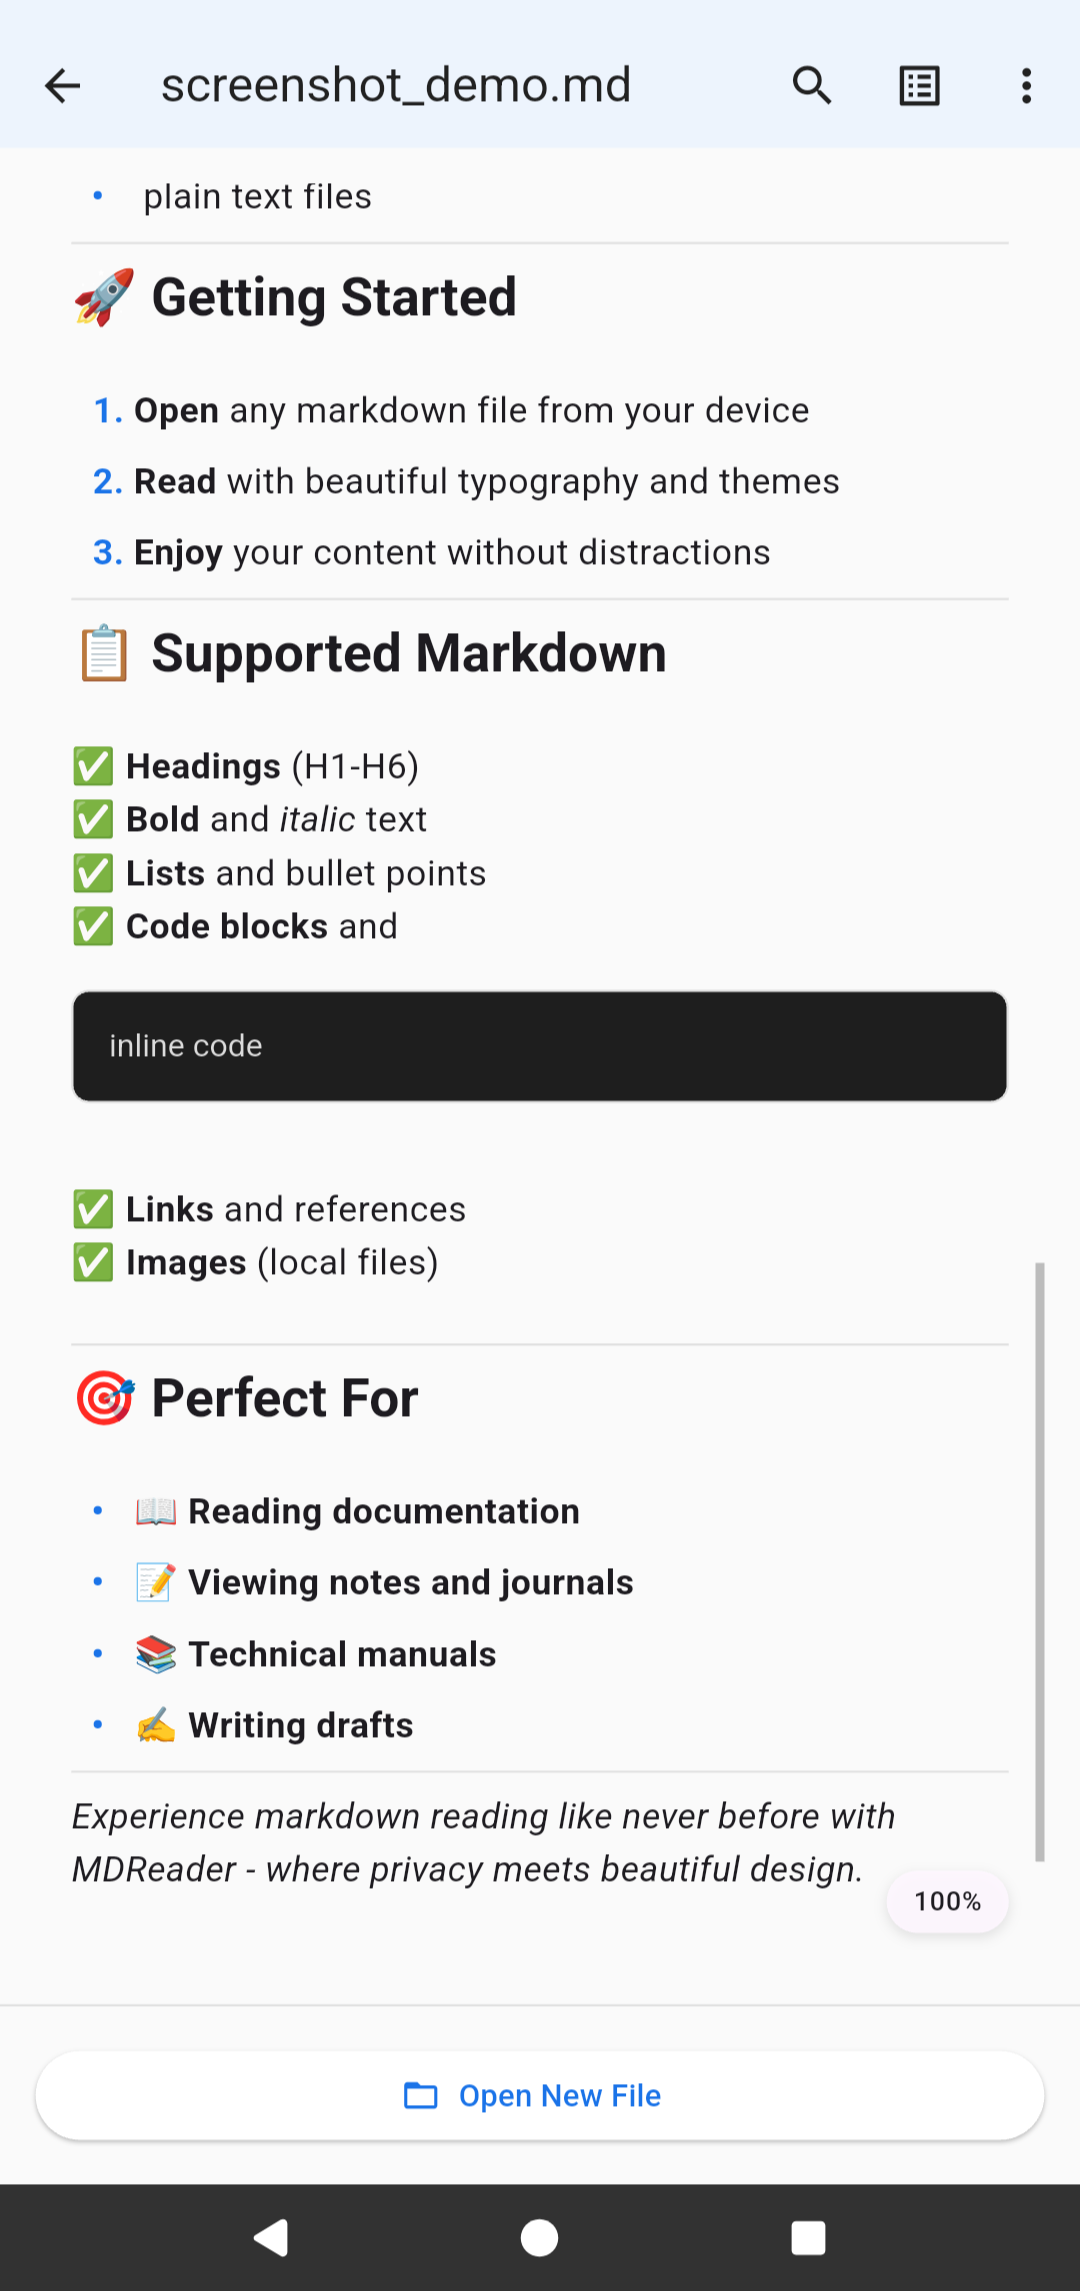 screenshot_demo.md
• plain text files
🚀 Getting Started
1. Open any markdown file from your device
2. Read with beautiful typography and themes
3. Enjoy your content without distractions
📋 Supported Markdown
✅ Headings (H1-H6)
✅ Bold and italic text
✅ Lists and bullet points
✅ Code blocks and
inline code
✅ Links and references
✅ Images (local files)
🎯 Perfect For
• 📖 Reading documentation
• 📝 Viewing notes and journals
• 📚 Technical manuals
• ✍️ Writing drafts
Experience markdown reading like never before with
MDReader - where privacy meets beautiful design.
100%
Open New File